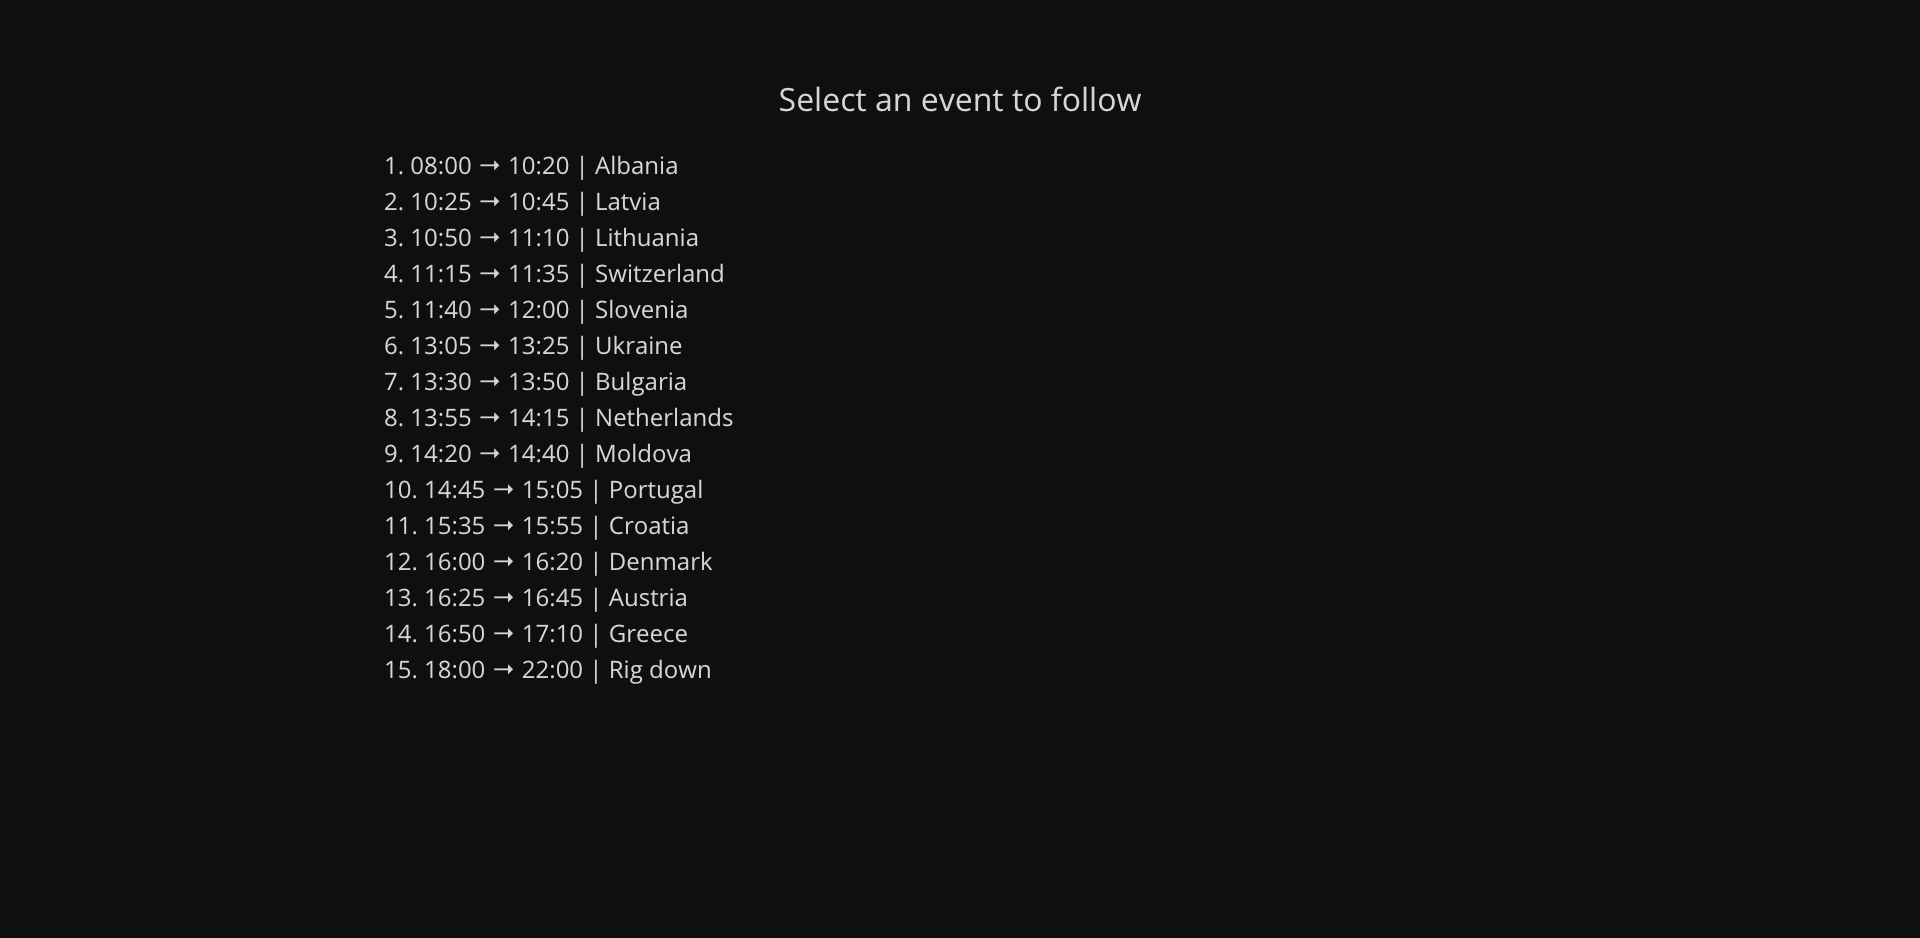 Select an event to follow
1. 08:00 → 10:20 | Albania
2. 10:25 → 10:45 | Latvia
3. 10:50 → 11:10 | Lithuania
4. 11:15 → 11:35 | Switzerland
5. 11:40 → 12:00 | Slovenia
6. 13:05 → 13:25 | Ukraine
7. 13:30 → 13:50 | Bulgaria
8. 13:55 → 14:15 | Netherlands
9. 14:20 → 14:40 | Moldova
10. 14:45 → 15:05 | Portugal
11. 15:35 → 15:55 | Croatia
12. 16:00 → 16:20 | Denmark
13. 16:25 → 16:45 | Austria
14. 16:50 → 17:10 | Greece
15. 18:00 → 22:00 | Rig down